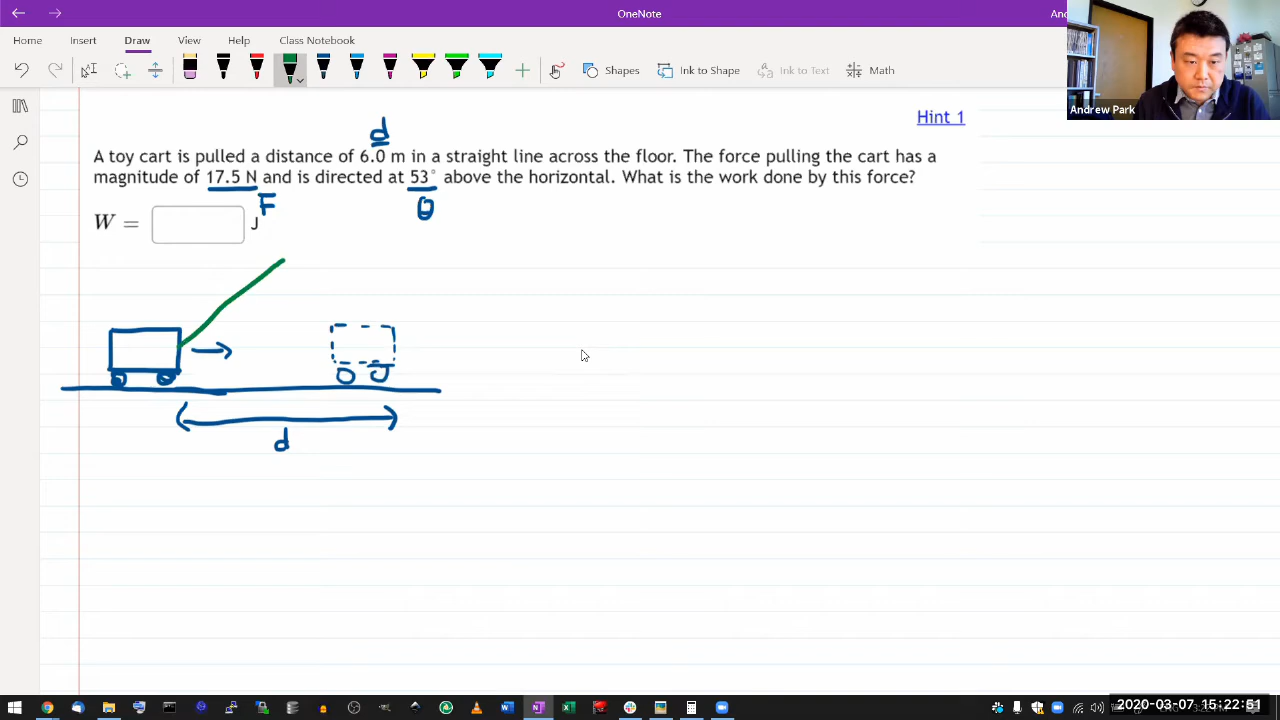 OneNote
And
Home Insert Draw View Help Class Notebook
Shapes Ink to Shape Ink to Text Math
Andrew Park
Hint 1
d
A toy cart is pulled a distance of 6.0 m in a straight line across the floor. The force pulling the cart has a
magnitude of 17.5 N and is directed at 53° above the horizontal. What is the work done by this force?
F
θ
W = J
d
2020-03-07 15:22:51